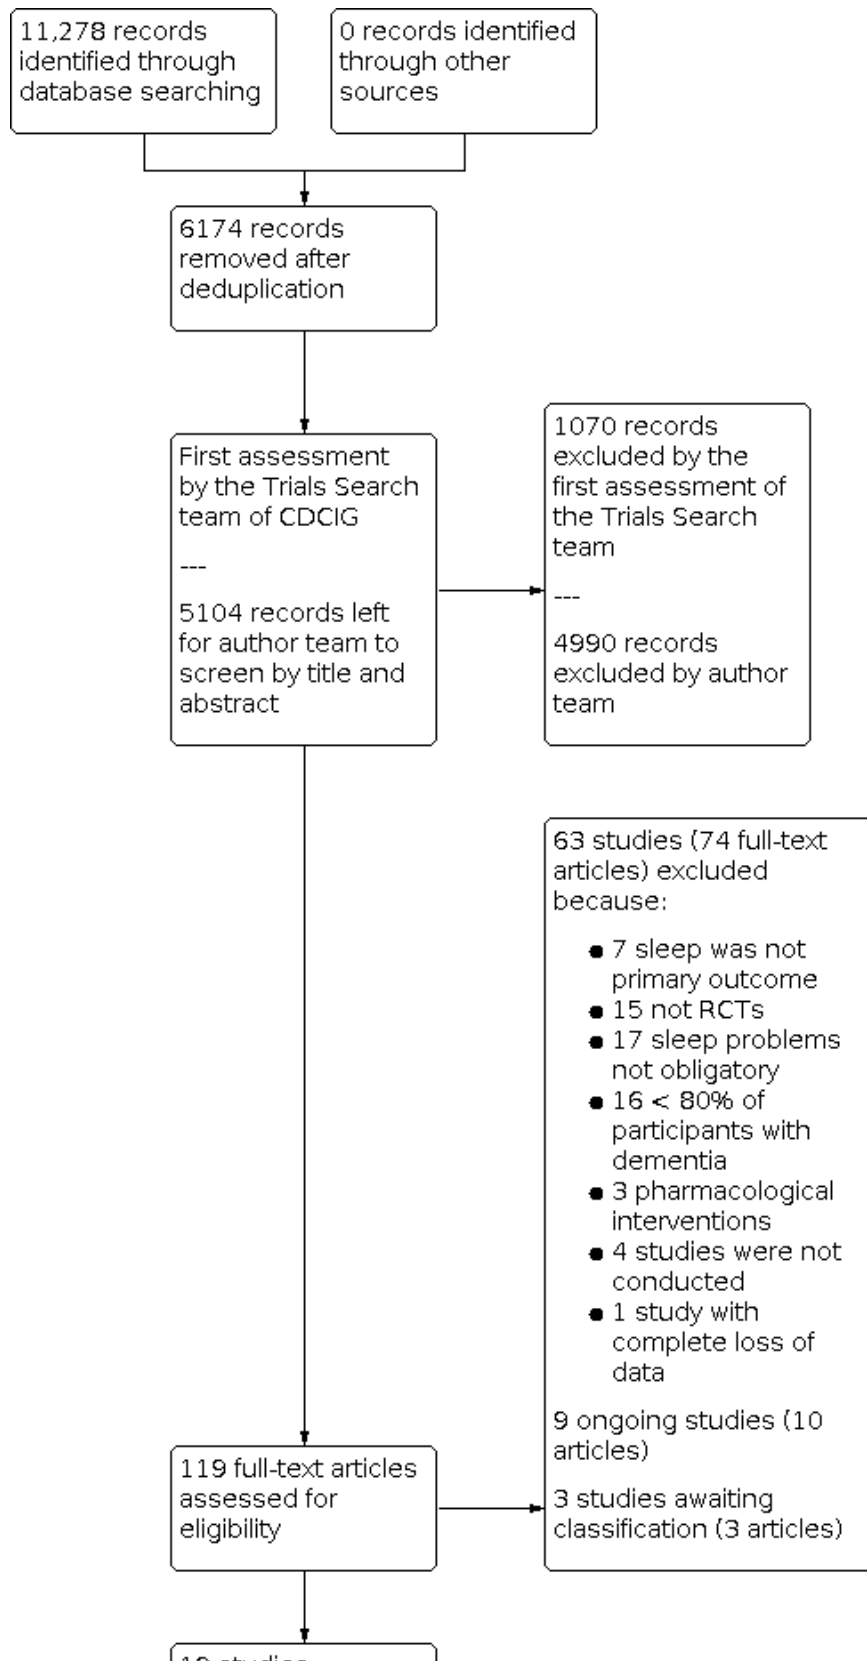 11,278 records
identified through
database searching
0 records identified
through other
sources
6174 records
removed after
deduplication
First assessment
by the Trials Search
team of CDCIG
---
5104 records left
for author team to
screen by title and
abstract
1070 records
excluded by the
first assessment of
the Trials Search
team
---
4990 records
excluded by author
team
63 studies (74 full-text
articles) excluded
because:
● 7 sleep was not
primary outcome
● 15 not RCTs
● 17 sleep problems
not obligatory
● 16 < 80% of
participants with
dementia
● 3 pharmacological
interventions
● 4 studies were not
conducted
● 1 study with
complete loss of
data
9 ongoing studies (10
articles)
3 studies awaiting
classification (3 articles)
119 full-text articles
assessed for
eligibility
studies